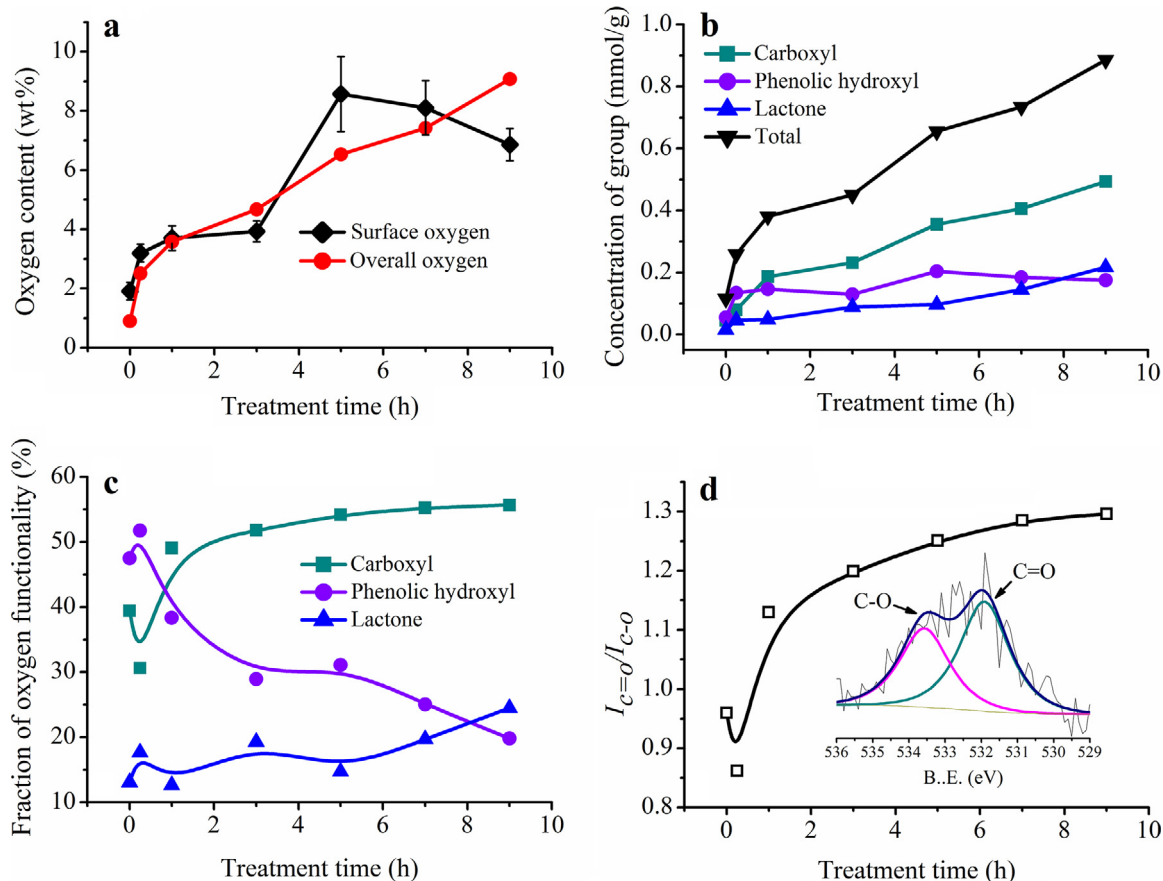 a
10
8
6
4
2
0
Oxygen content (wt%)
Surface oxygen
Overall oxygen
0 2 4 6 8 10
Treatment time (h)
b
1.0
0.8
0.6
0.4
0.2
0.0
Concentration of group (mmol/g)
Carboxyl
Phenolic hydroxyl
Lactone
Total
0 2 4 6 8 10
Treatment time (h)
c
60
50
40
30
20
10
Fraction of oxygen functionality (%)
Carboxyl
Phenolic hydroxyl
Lactone
0 2 4 6 8 10
Treatment time (h)
d
1.3
1.2
1.1
1.0
0.9
0.8
I c=o/I c-o
C-O
C=O
536 535 534 533 532 531 530 529
B..E. (eV)
0 2 4 6 8 10
Treatment time (h)